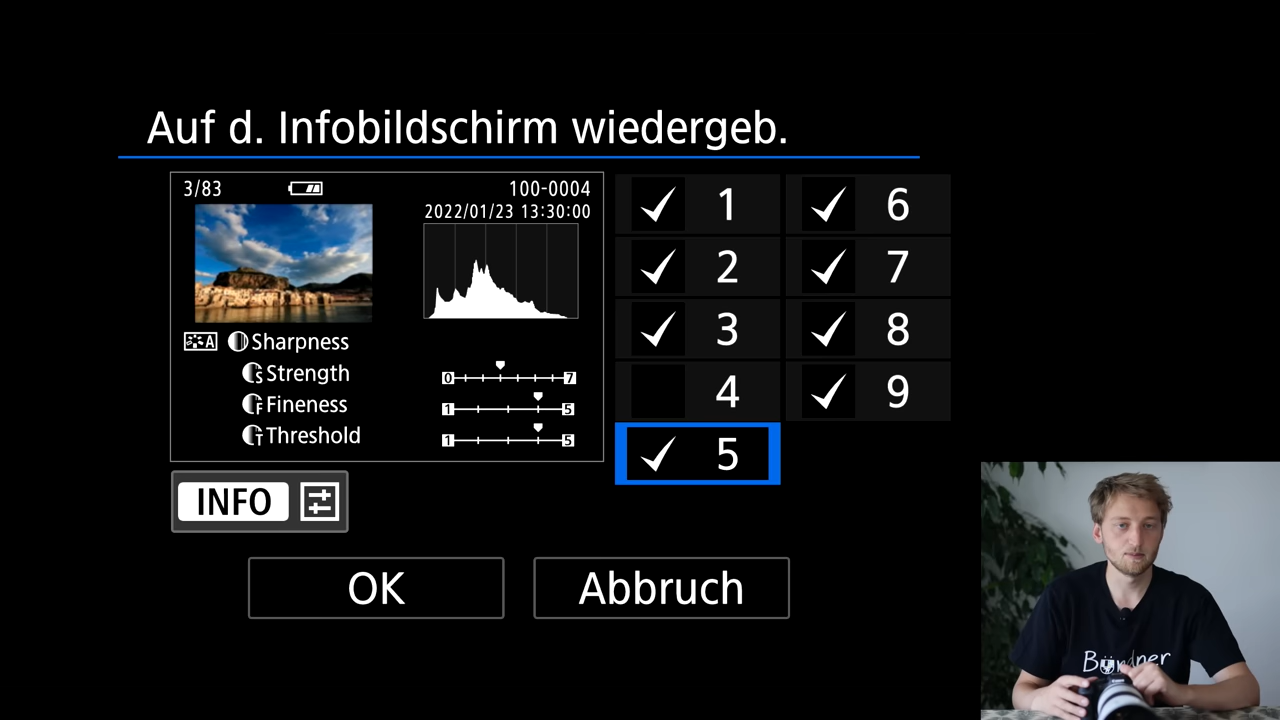 Auf d. Infobildschirm wiedergeb.
3/83
100-0004
2022/01/23 13:30:00
A Sharpness
S Strength 0 7
F Fineness 1 5
T Threshold 1 5
1
2
3
4
5
6
7
8
9
INFO
OK
Abbruch
Bündner